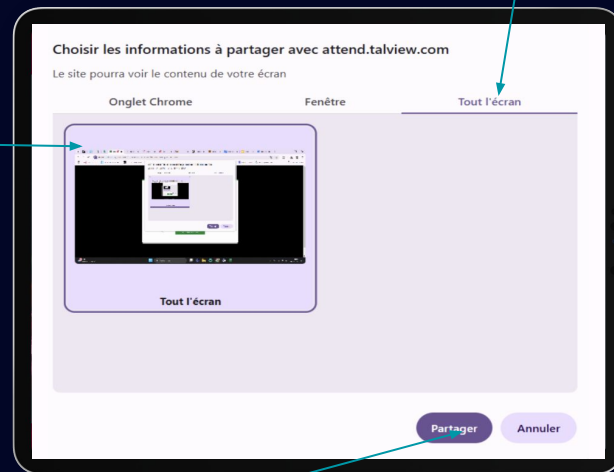 Choisir les informations à partager avec attend.talview.com
Le site pourra voir le contenu de votre écran
Onglet Chrome Fenêtre Tout l'écran
Tout l'écran
Partager Annuler